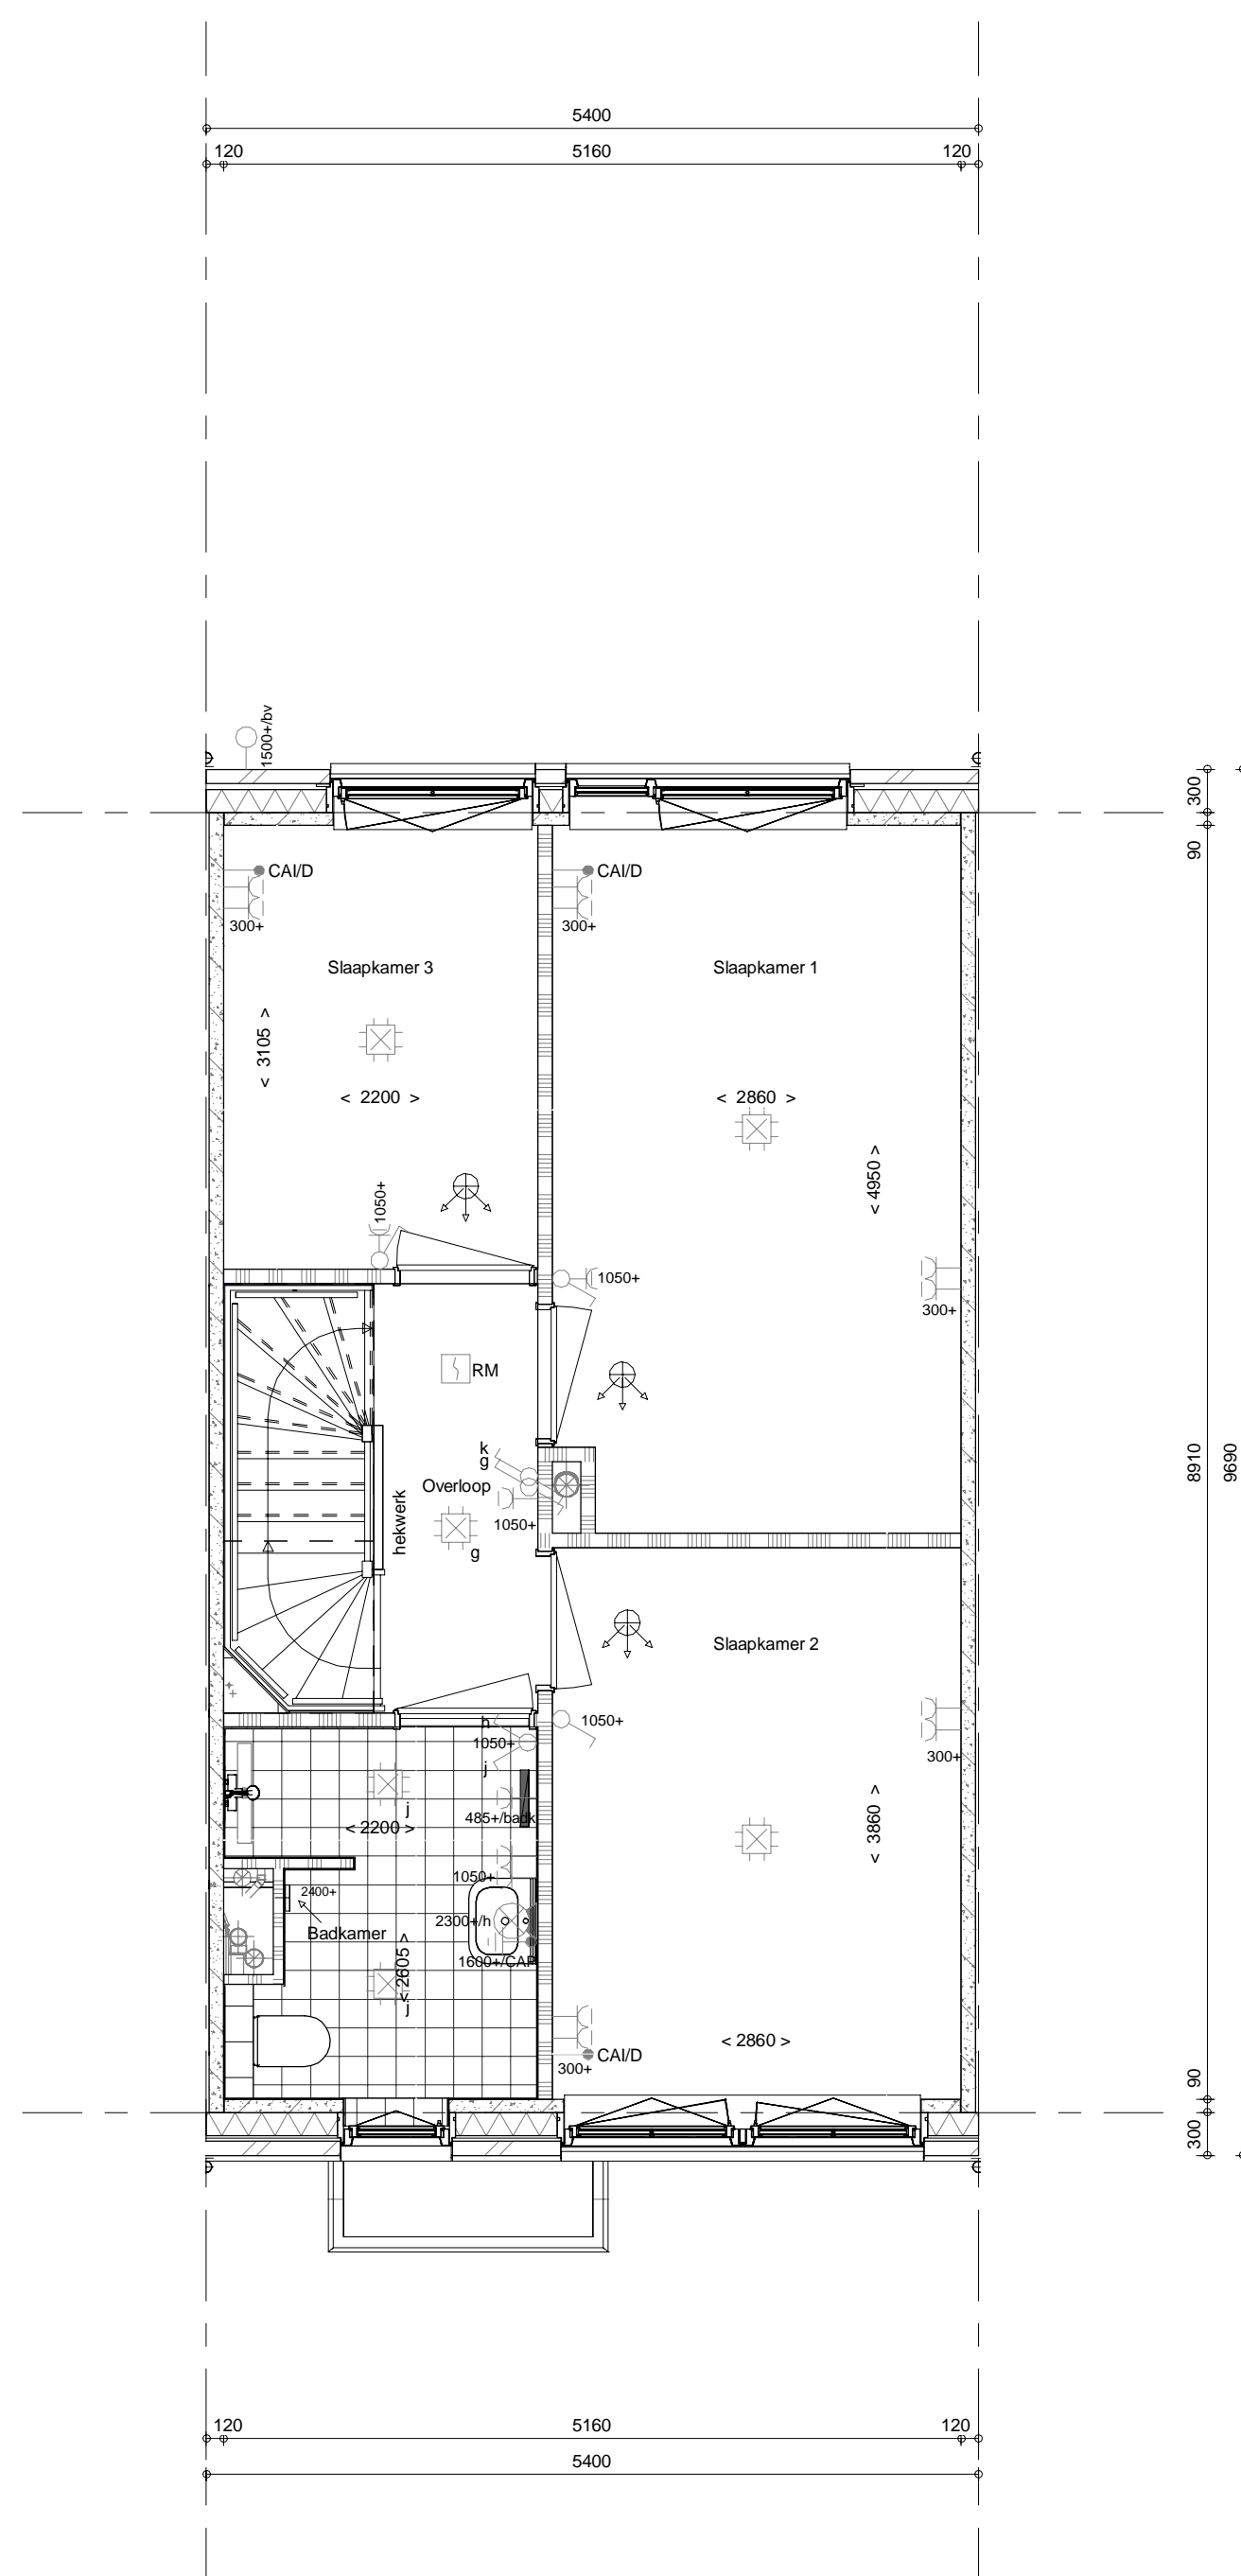 5400
120 5160 120
1500+/bv
300
90
CAI/D CAI/D
300+ 300+
Slaapkamer 3 Slaapkamer 1
< 3105 >
< 2200 > < 2860 >
< 4950 >
1050+
1050+
300+
RM
k
g
Overloop
hekwerk
1050+
g
8910
9690
Slaapkamer 2
h
1050+
1050+
j
300+
j
485+/badk
< 2200 >
< 3860 >
1050+
2400+
2300+/h
Badkamer
1600+/CAP
< 2605 >
j
< 2860 >
CAI/D
300+
90
300
120 5160 120
5400